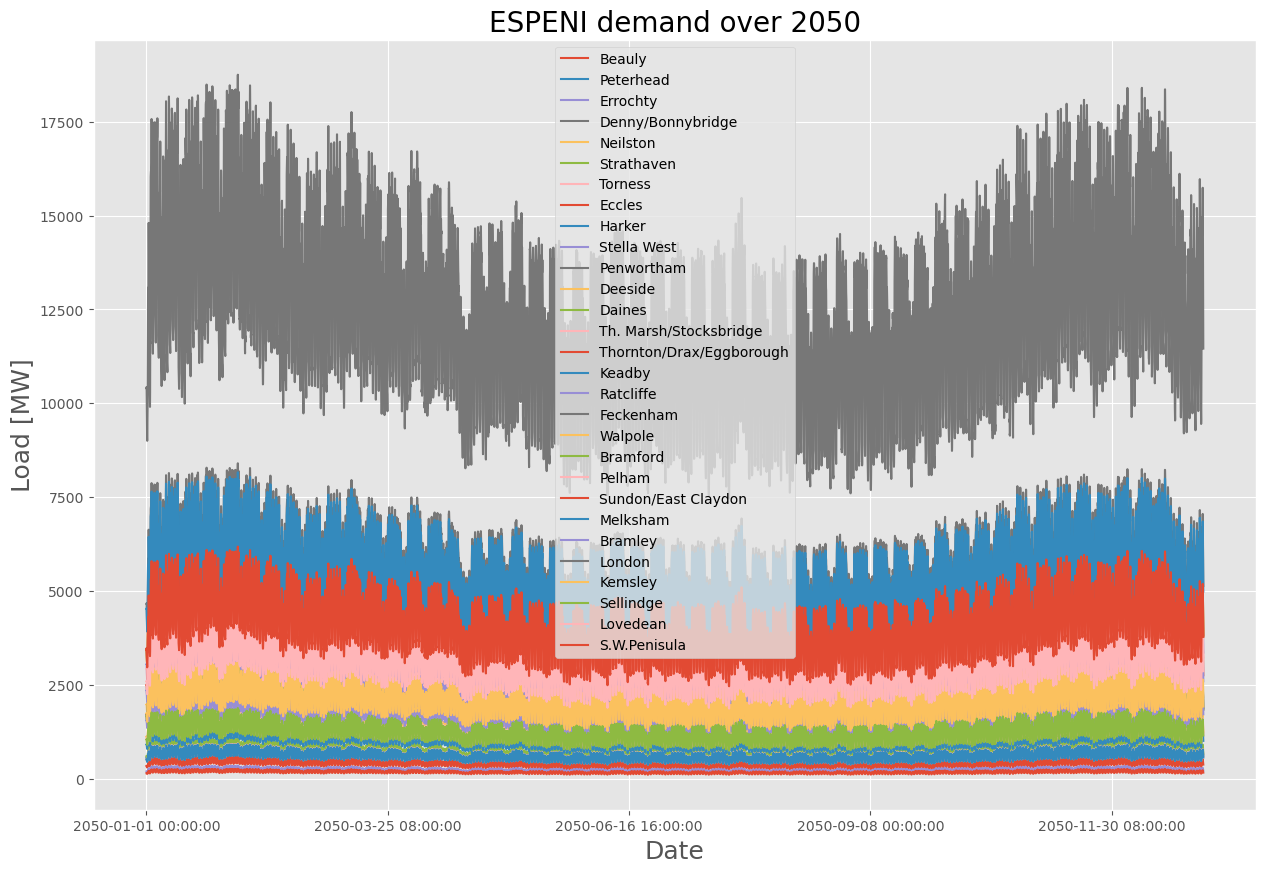 ESPENI demand over 2050
Beauly
Peterhead
Errochty
Denny/Bonnybridge
Neilston
Strathaven
Torness
Eccles
Harker
Stella West
Penwortham
Deeside
Daines
Th. Marsh/Stocksbridge
Thornton/Drax/Eggborough
Keadby
Ratcliffe
Feckenham
Walpole
Bramford
Pelham
Sundon/East Claydon
Melksham
Bramley
London
Kemsley
Sellindge
Lovedean
S.W.Penisula
Load [MW]
17500
15000
12500
10000
7500
5000
2500
0
2050-01-01 00:00:00
2050-03-25 08:00:00
2050-06-16 16:00:00
2050-09-08 00:00:00
2050-11-30 08:00:00
Date